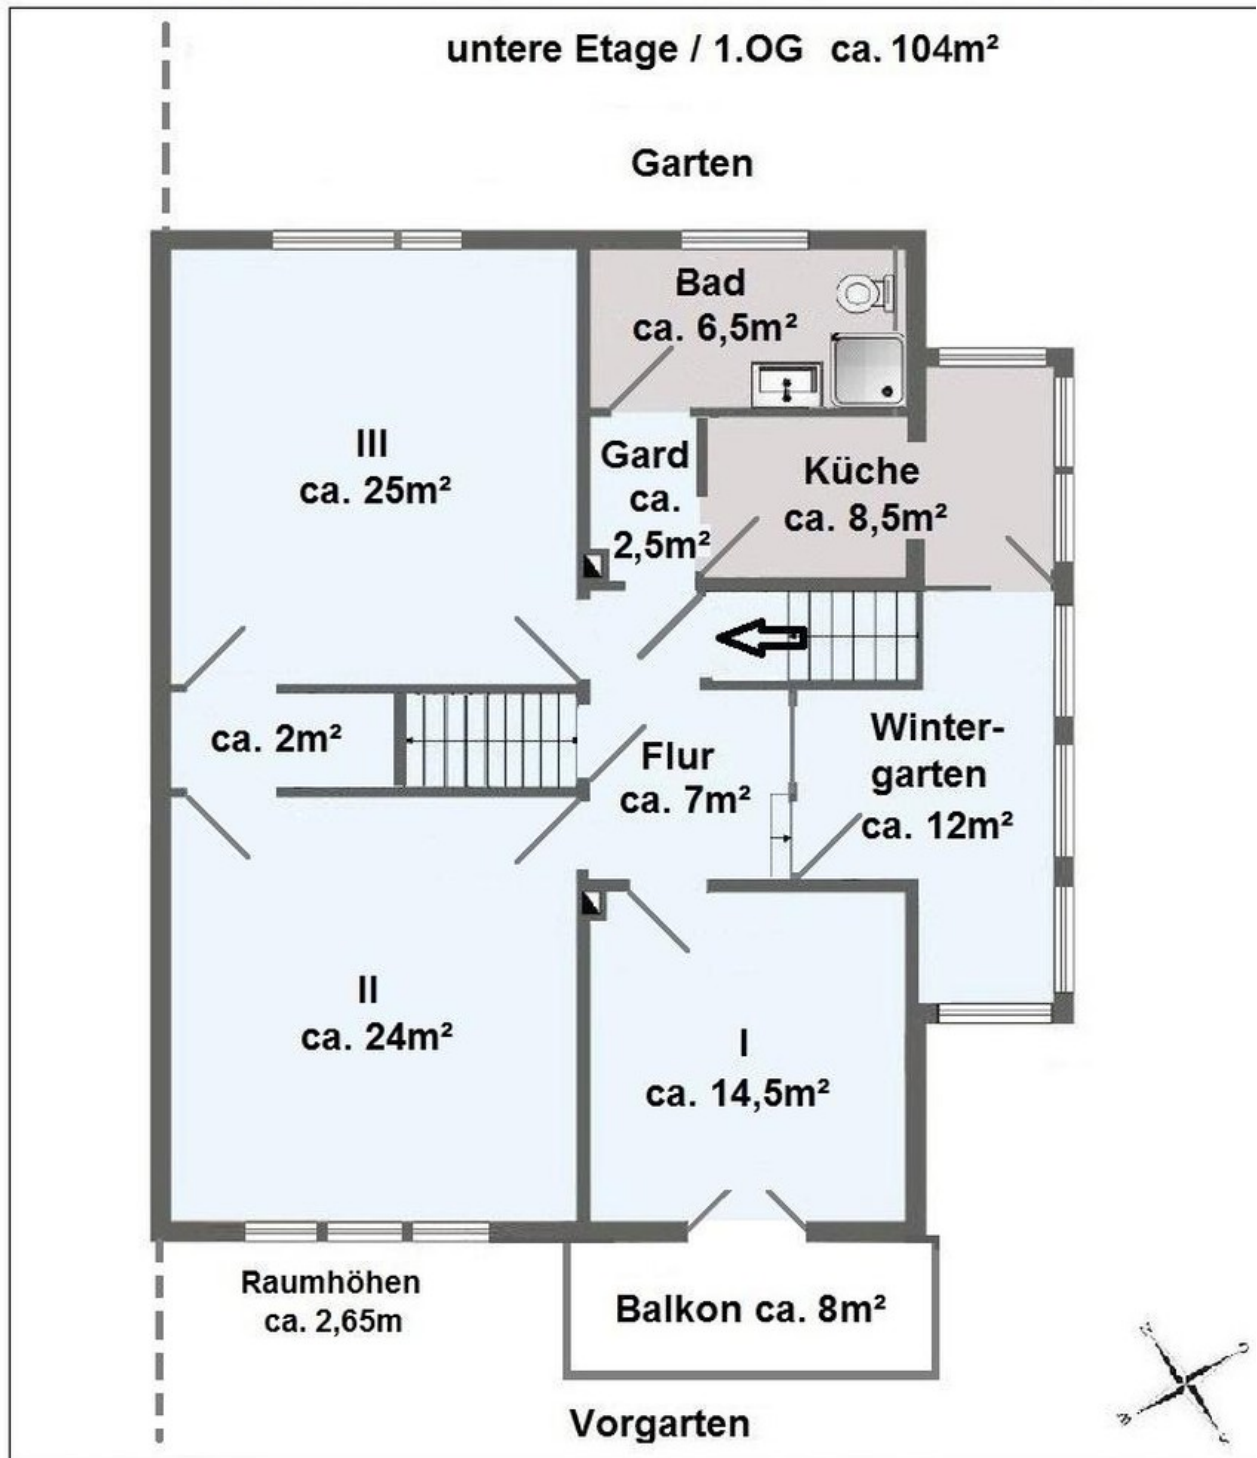 untere Etage / 1.OG ca. 104m²
Garten
Bad
ca. 6,5m²
III
ca. 25m²
Gard
ca.
2,5m²
Küche
ca. 8,5m²
ca. 2m²
Flur
ca. 7m²
Winter-
garten
ca. 12m²
II
ca. 24m²
I
ca. 14,5m²
Raumhöhen
ca. 2,65m
Balkon ca. 8m²
Vorgarten
N
O
W
S